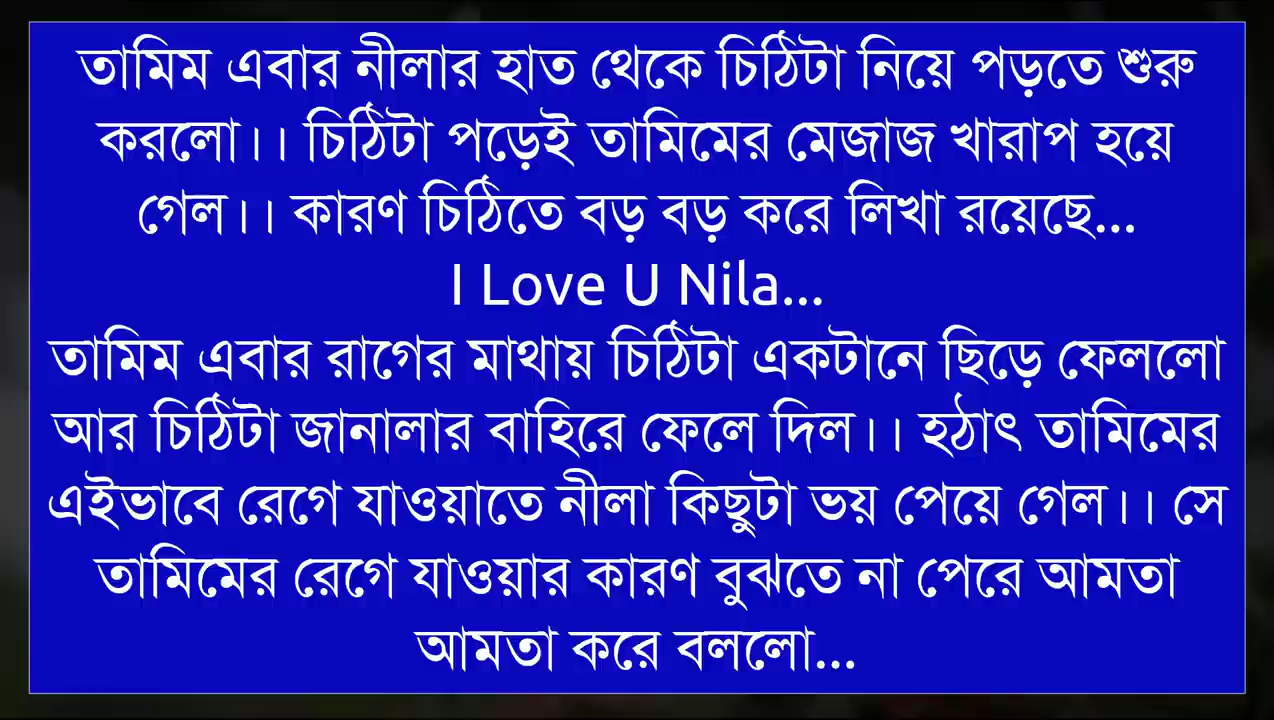 তামিম এবার নীলার হাত থেকে চিঠিটা নিয়ে পড়তে শুরু
করলো।। চিঠিটা পড়েই তামিমের মেজাজ খারাপ হয়ে
গেল।। কারণ চিঠিতে বড় বড় করে লিখা রয়েছে...
I Love U Nila...
তামিম এবার রাগের মাথায় চিঠিটা একটানে ছিড়ে ফেললো
আর চিঠিটা জানালার বাহিরে ফেলে দিল।। হঠাৎ তামিমের
এইভাবে রেগে যাওয়াতে নীলা কিছুটা ভয় পেয়ে গেল।। সে
তামিমের রেগে যাওয়ার কারণ বুঝতে না পেরে আমতা
আমতা করে বললো...